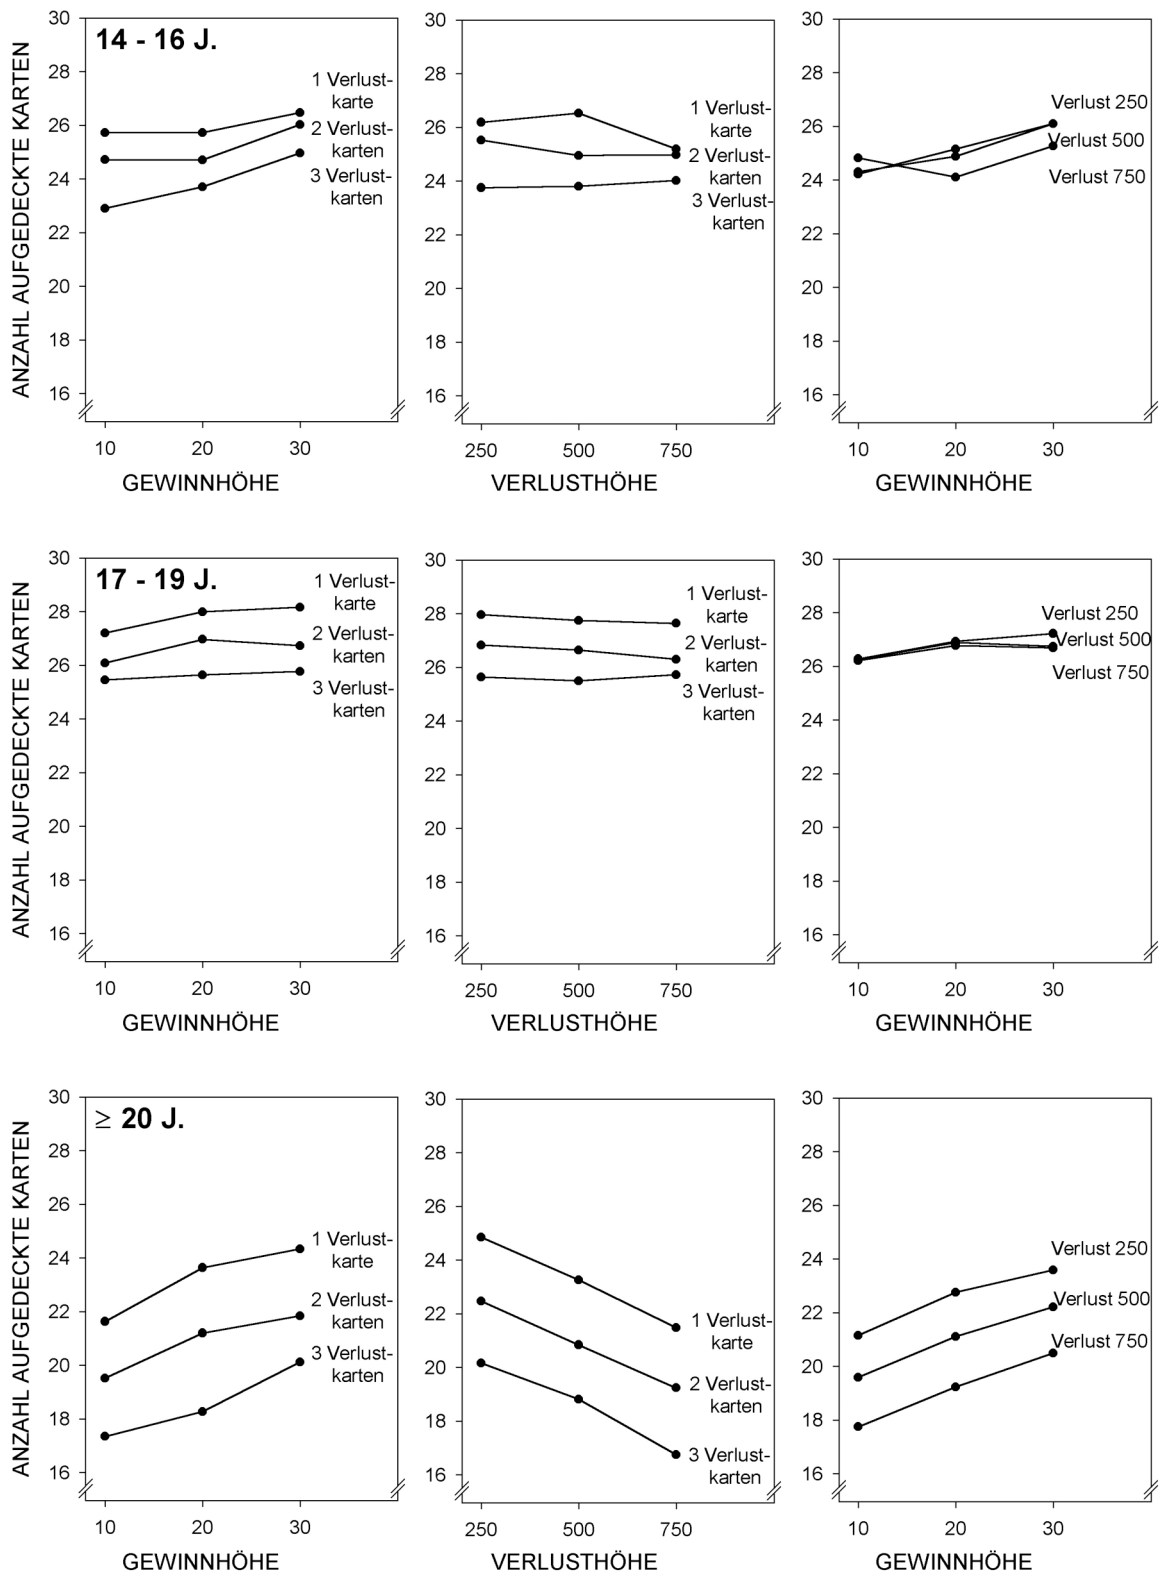 14 - 16 J.
ANZAHL AUFGEDECKTE KARTEN
30
28
26
24
22
20
18
16
10 20 30
GEWINNHÖHE
1 Verlust-
karte
2 Verlust-
karten
3 Verlust-
karten
30
28
26
24
22
20
18
16
250 500 750
VERLUSTHÖHE
1 Verlust-
karte
2 Verlust-
karten
3 Verlust-
karten
30
28
26
24
22
20
18
16
10 20 30
GEWINNHÖHE
Verlust 250
Verlust 500
Verlust 750
17 - 19 J.
ANZAHL AUFGEDECKTE KARTEN
30
28
26
24
22
20
18
16
10 20 30
GEWINNHÖHE
1 Verlust-
karte
2 Verlust-
karten
3 Verlust-
karten
30
28
26
24
22
20
18
16
250 500 750
VERLUSTHÖHE
1 Verlust-
karte
2 Verlust-
karten
3 Verlust-
karten
30
28
26
24
22
20
18
16
10 20 30
GEWINNHÖHE
Verlust 250
Verlust 500
Verlust 750
≥ 20 J.
ANZAHL AUFGEDECKTE KARTEN
30
28
26
24
22
20
18
16
10 20 30
GEWINNHÖHE
1 Verlust-
karte
2 Verlust-
karten
3 Verlust-
karten
30
28
26
24
22
20
18
16
250 500 750
VERLUSTHÖHE
1 Verlust-
karte
2 Verlust-
karten
3 Verlust-
karten
30
28
26
24
22
20
18
16
10 20 30
GEWINNHÖHE
Verlust 250
Verlust 500
Verlust 750